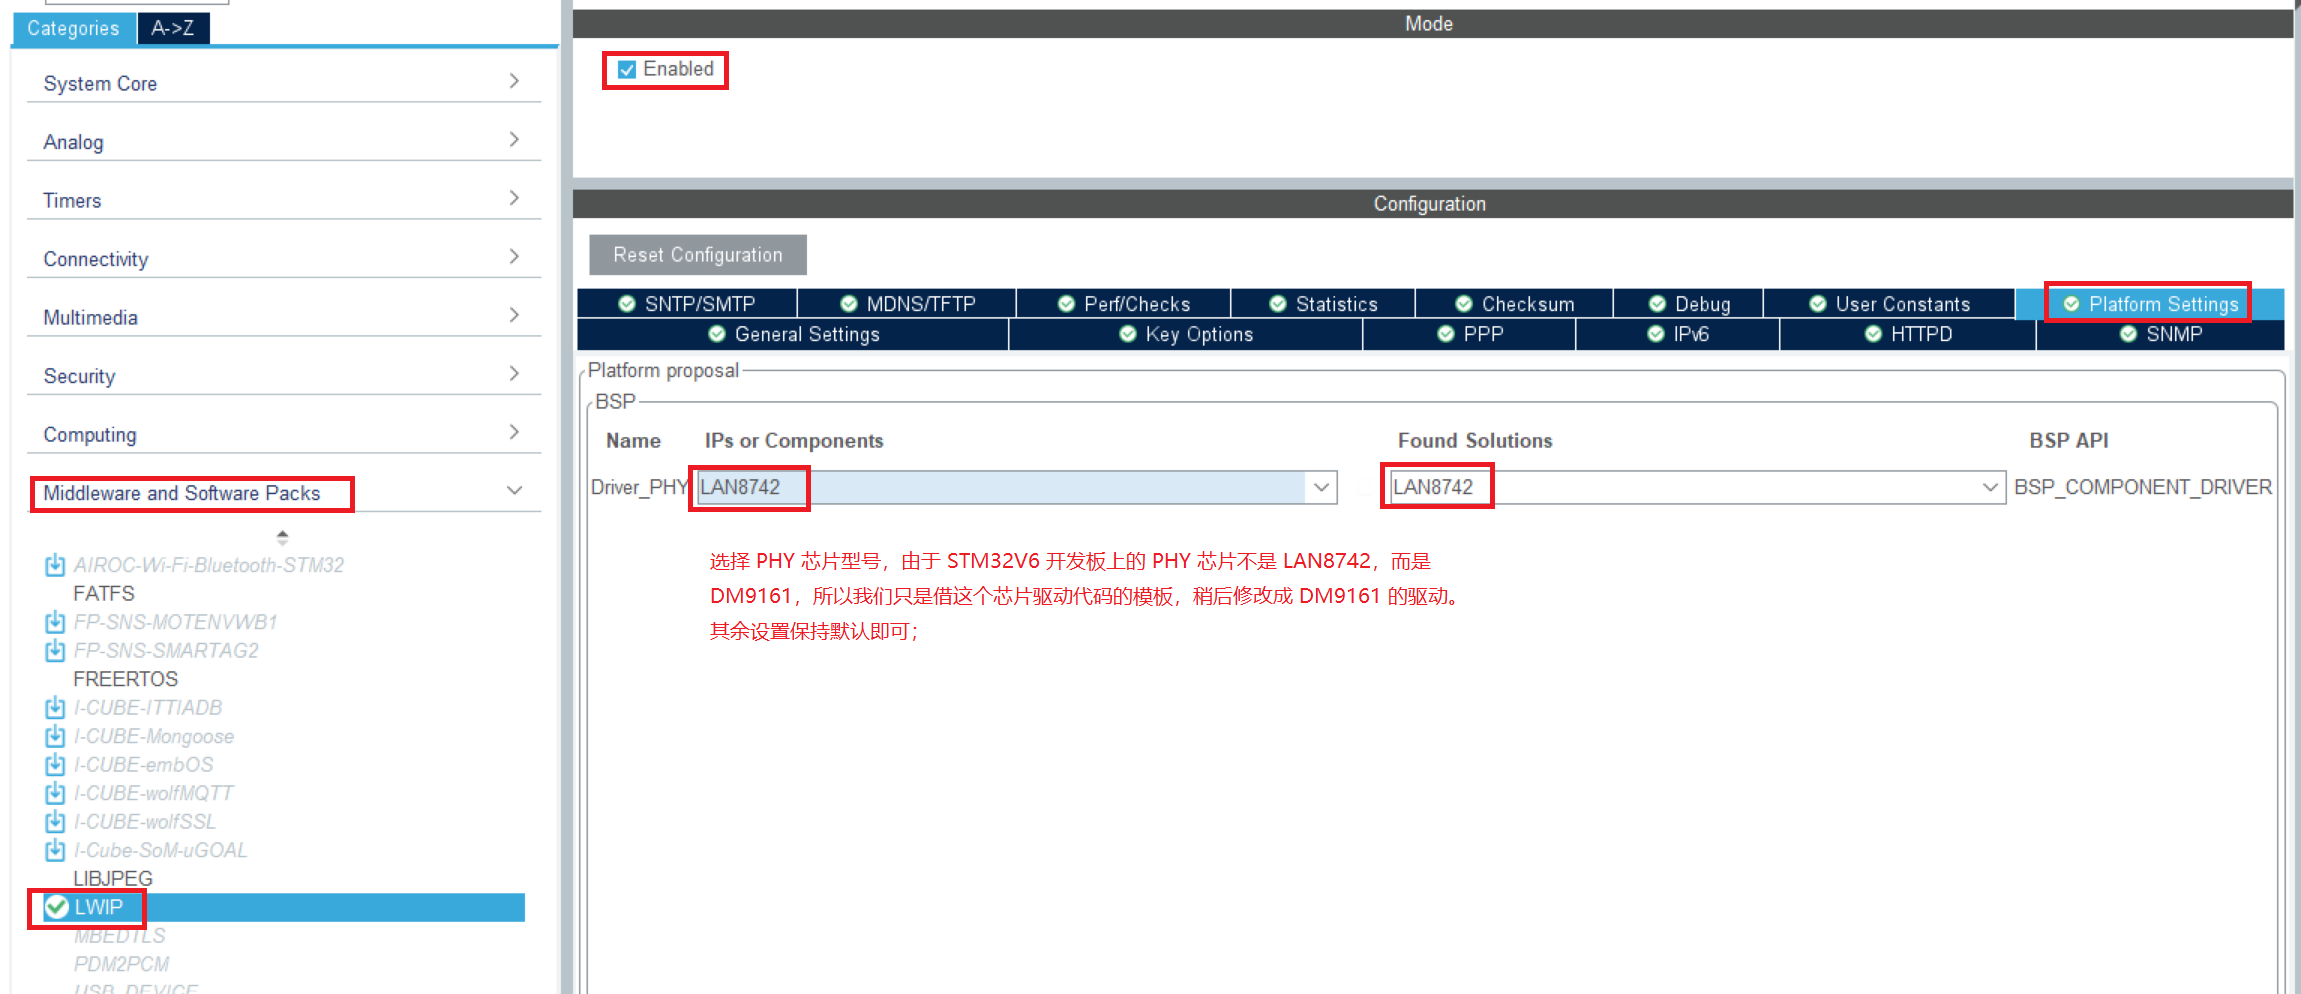 Categories
A->Z
System Core
Analog
Timers
Connectivity
Multimedia
Security
Computing
Middleware and Software Packs
AIROC-Wi-Fi-Bluetooth-STM32
FATFS
FP-SNS-MOTENVWB1
FP-SNS-SMARTAG2
FREERTOS
I-CUBE-ITTIADB
I-CUBE-Mongoose
I-CUBE-embOS
I-CUBE-wolfMQTT
I-CUBE-wolfSSL
I-Cube-SoM-uGOAL
LIBJPEG
LWIP
MBEDTLS
PDM2PCM
USB_DEVICE
Mode
Enabled
Configuration
Reset Configuration
SNTP/SMTP MDNS/TFTP Perf/Checks Statistics Checksum Debug User Constants Platform Settings
General Settings Key Options PPP IPv6 HTTPD SNMP
Platform proposal
BSP
Name IPs or Components Found Solutions BSP API
Driver_PHY LAN8742 LAN8742 BSP_COMPONENT_DRIVER
选择 PHY 芯片型号，由于 STM32V6 开发板上的 PHY 芯片不是 LAN8742，而是
DM9161，所以我们只是借这个芯片驱动代码的模板，稍后修改成 DM9161 的驱动。
其余设置保持默认即可；